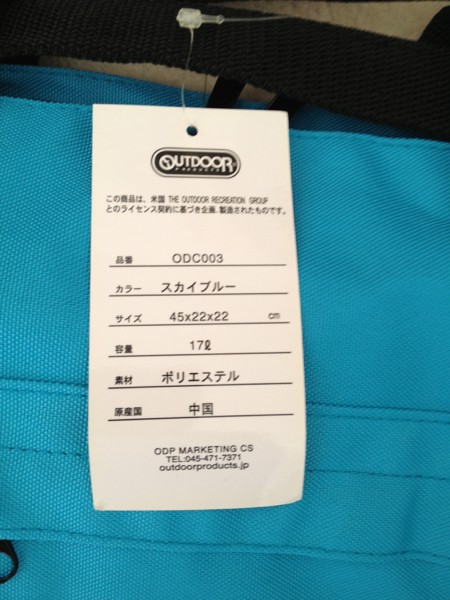 OUTDOOR
PRODUCTS
この商品は、米国 THE OUTDOOR RECREATION GROUP
とのライセンス契約に基づき企画、製造されたものです。
品番 ODC003
カラー スカイブルー
サイズ 45x22x22 cm
容量 17ℓ
素材 ポリエステル
原産国 中国
ODP MARKETING CS
TEL:045-471-7371
outdoorproducts.jp